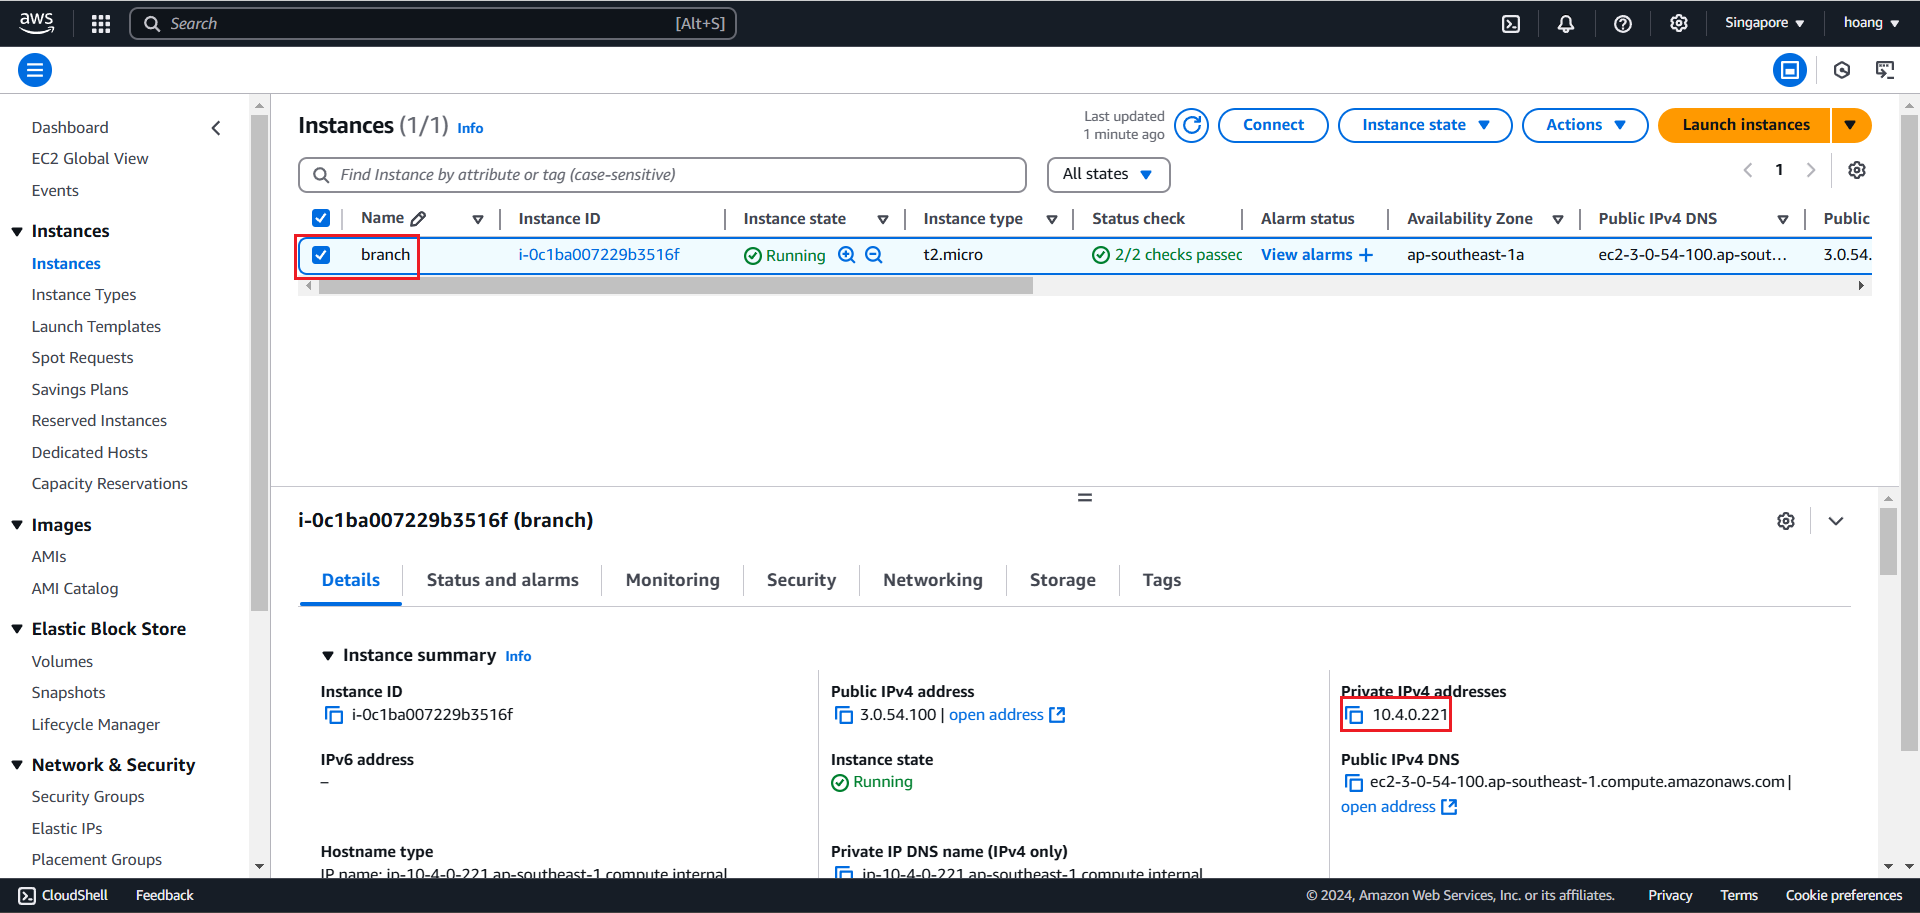 aws
Search [Alt+S]
Singapore
hoang
Dashboard
EC2 Global View
Events
Instances
Instances
Instance Types
Launch Templates
Spot Requests
Savings Plans
Reserved Instances
Dedicated Hosts
Capacity Reservations
Images
AMIs
AMI Catalog
Elastic Block Store
Volumes
Snapshots
Lifecycle Manager
Network & Security
Security Groups
Elastic IPs
Placement Groups
Instances (1/1) Info
Last updated
1 minute ago
Connect
Instance state
Actions
Launch instances
Find Instance by attribute or tag (case-sensitive)
All states
1
Name Instance ID Instance state Instance type Status check Alarm status Availability Zone Public IPv4 DNS Public
branch i-0c1ba007229b3516f Running t2.micro 2/2 checks passec View alarms + ap-southeast-1a ec2-3-0-54-100.ap-sout... 3.0.54.
i-0c1ba007229b3516f (branch)
Details Status and alarms Monitoring Security Networking Storage Tags
Instance summary Info
Instance ID
i-0c1ba007229b3516f
Public IPv4 address
3.0.54.100 | open address
Private IPv4 addresses
10.4.0.221
IPv6 address
–
Instance state
Running
Public IPv4 DNS
ec2-3-0-54-100.ap-southeast-1.compute.amazonaws.com |
open address
Hostname type
IP name: ip-10-4-0-221.ap-southeast-1.compute.internal
Private IP DNS name (IPv4 only)
ip-10-4-0-221.ap-southeast-1.compute.internal
CloudShell Feedback © 2024, Amazon Web Services, Inc. or its affiliates. Privacy Terms Cookie preferences